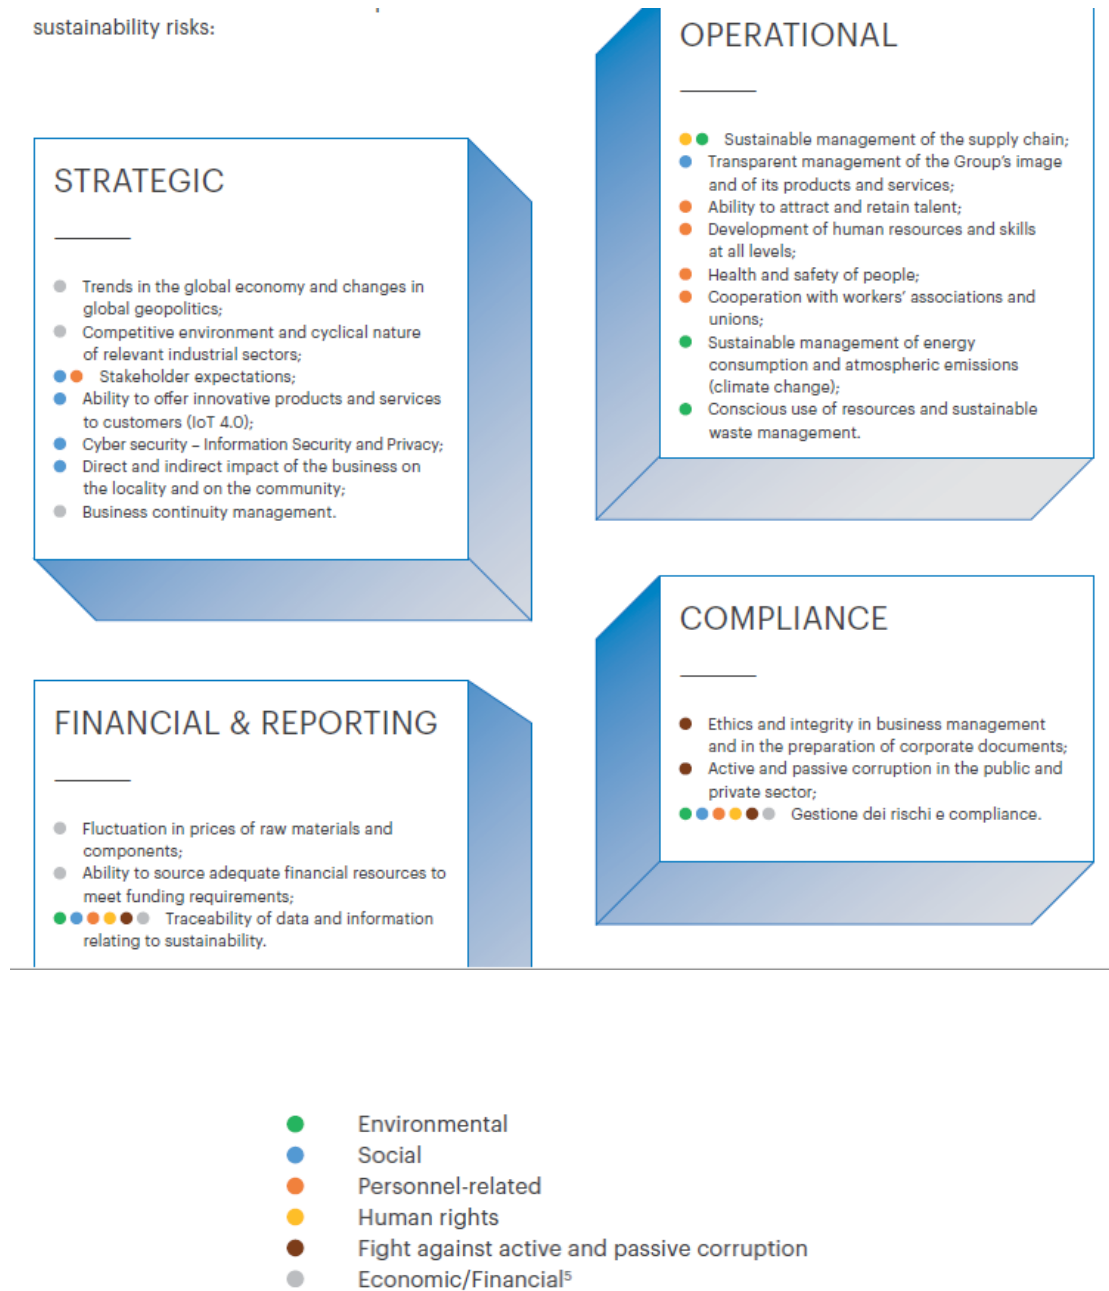 sustainability risks:
STRATEGIC
Trends in the global economy and changes in
global geopolitics;
Competitive environment and cyclical nature
of relevant industrial sectors;
Stakeholder expectations;
Ability to offer innovative products and services
to customers (IoT 4.0);
Cyber security – Information Security and Privacy;
Direct and indirect impact of the business on
the locality and on the community;
Business continuity management.
FINANCIAL & REPORTING
Fluctuation in prices of raw materials and
components;
Ability to source adequate financial resources to
meet funding requirements;
Traceability of data and information
relating to sustainability.
OPERATIONAL
Sustainable management of the supply chain;
Transparent management of the Group's image
and of its products and services;
Ability to attract and retain talent;
Development of human resources and skills
at all levels;
Health and safety of people;
Cooperation with workers' associations and
unions;
Sustainable management of energy
consumption and atmospheric emissions
(climate change);
Conscious use of resources and sustainable
waste management.
COMPLIANCE
Ethics and integrity in business management
and in the preparation of corporate documents;
Active and passive corruption in the public and
private sector;
Gestione dei rischi e compliance.
Environmental
Social
Personnel-related
Human rights
Fight against active and passive corruption
Economic/Financial⁵